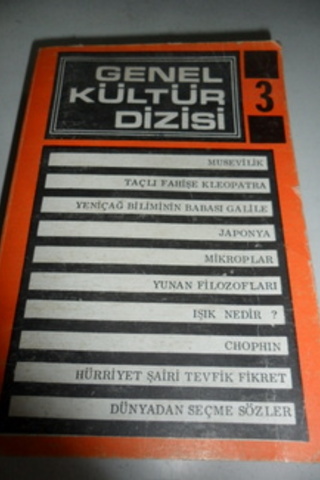 GENEL
KÜLTÜR
DİZİSİ
3
MUSEVİLİK
TAÇLI FAHİŞE KLEOPATRA
YENİÇAĞ BİLİMİNİN BABASI GALİLE
JAPONYA
MİKROPLAR
YUNAN FİLOZOFLARI
IŞIK NEDİR ?
CHOPHIN
HÜRRİYET ŞAİRİ TEVFİK FİKRET
DÜNYADAN SEÇME SÖZLER